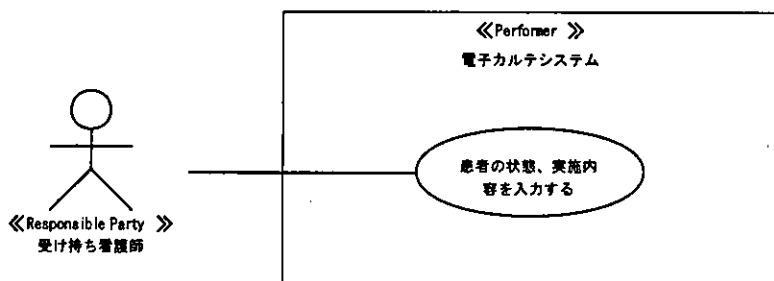 ≪Performer ≫
電子カルテシステム
患者の状態、実施内
容を入力する
≪Responsible Party ≫
受け持ち看護師